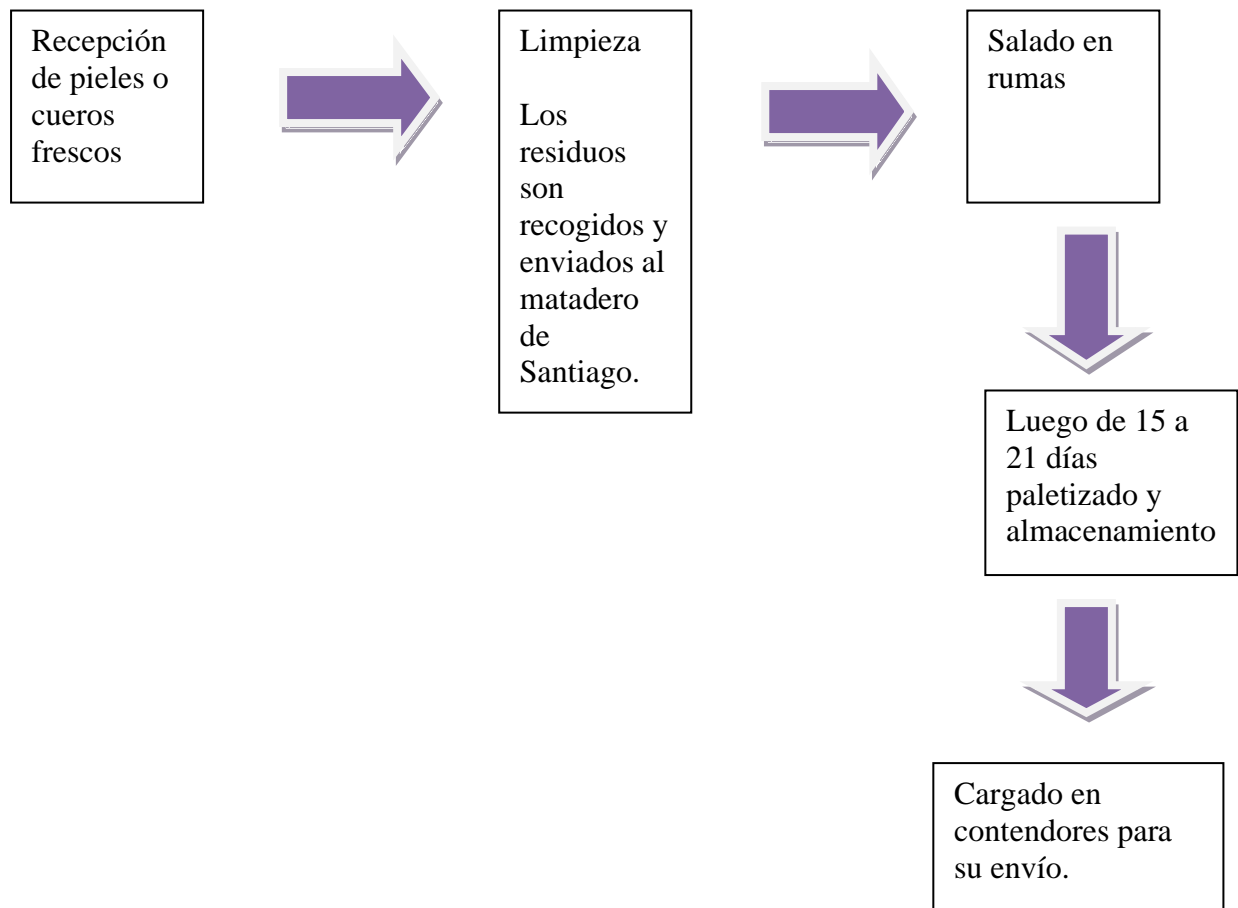 Recepción
de pieles o
cueros
frescos
Limpieza
Los
residuos
son
recogidos y
enviados al
matadero
de
Santiago.
Salado en
rumas
Luego de 15 a
21 días
paletizado y
almacenamiento
Cargado en
contendores para
su envío.